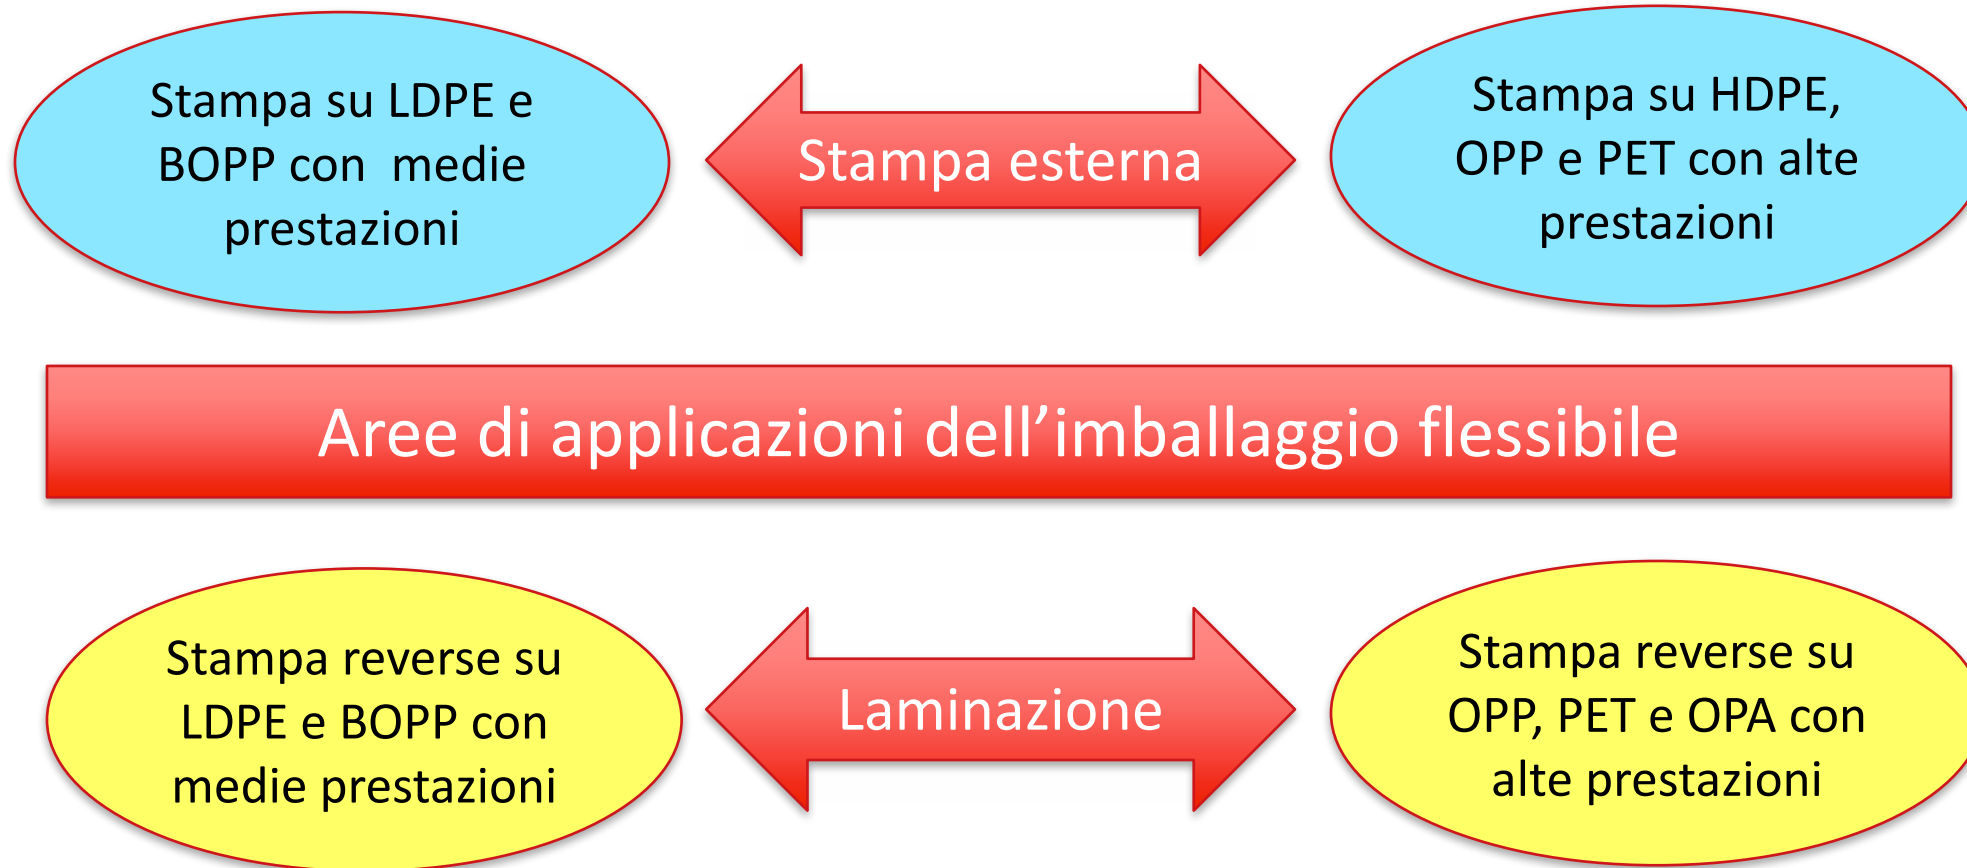 Stampa su LDPE e
BOPP con medie
prestazioni
Stampa esterna
Stampa su HDPE,
OPP e PET con alte
prestazioni
Aree di applicazioni dell’imballaggio flessibile
Stampa reverse su
LDPE e BOPP con
medie prestazioni
Laminazione
Stampa reverse su
OPP, PET e OPA con
alte prestazioni